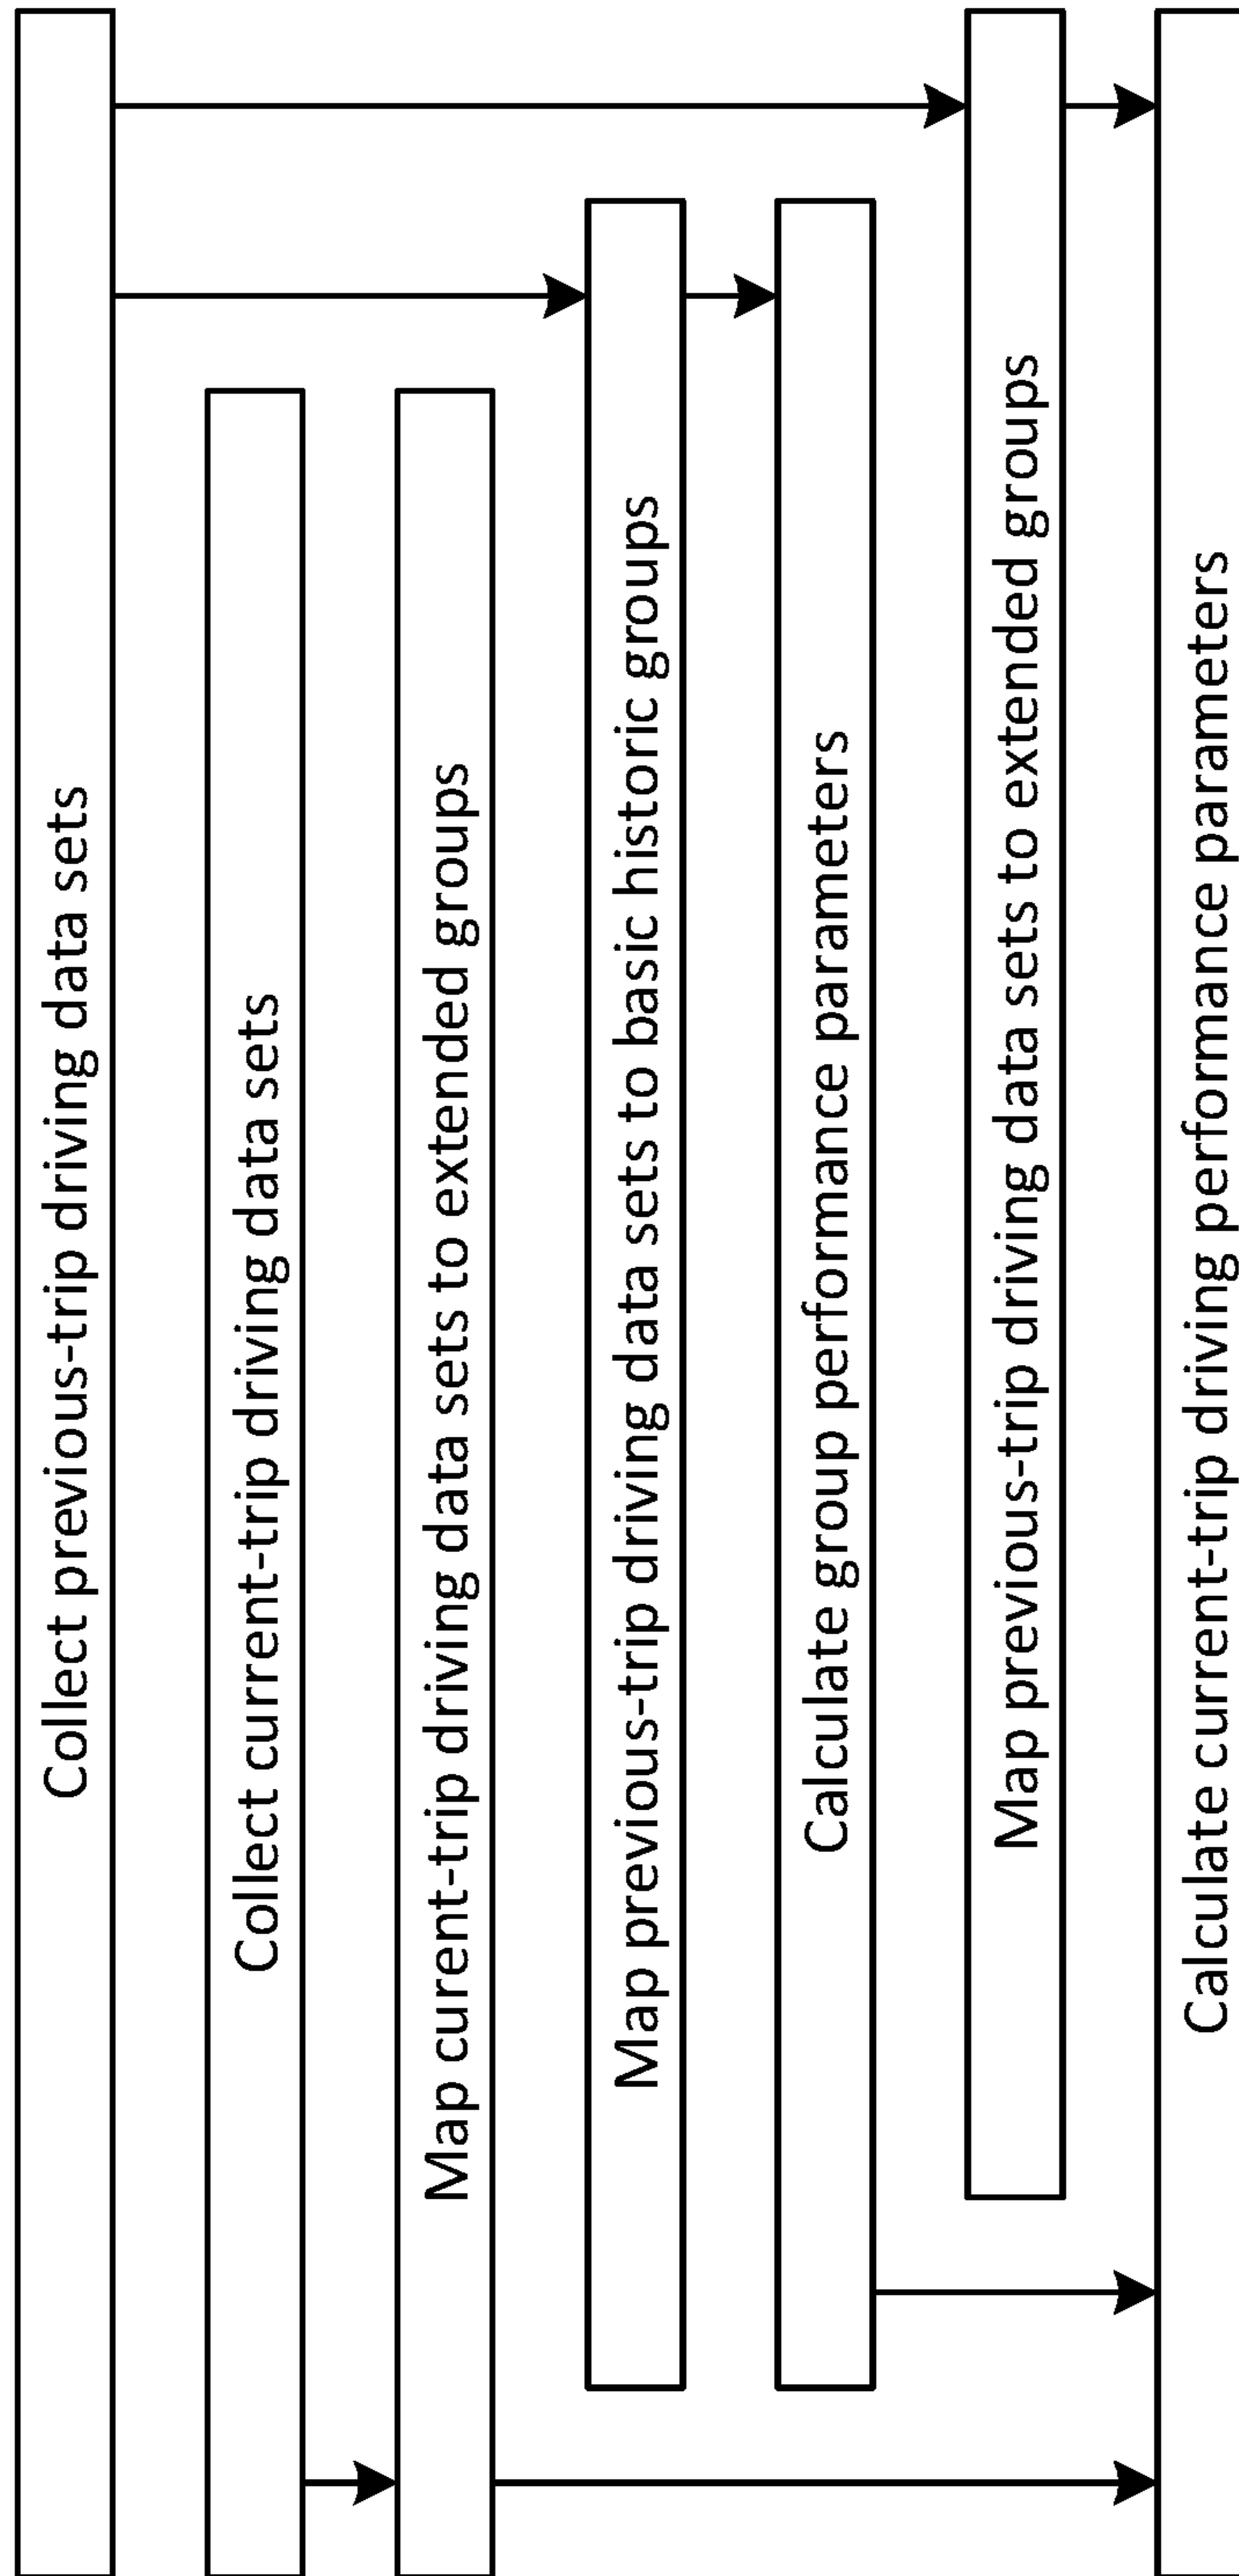 Collect previous-trip driving data sets
Collect current-trip driving data sets
Map curent-trip driving data sets to extended groups
Map previous-trip driving data sets to basic historic groups
Calculate group performance parameters
Map previous-trip driving data sets to extended groups
Calculate current-trip driving performance parameters